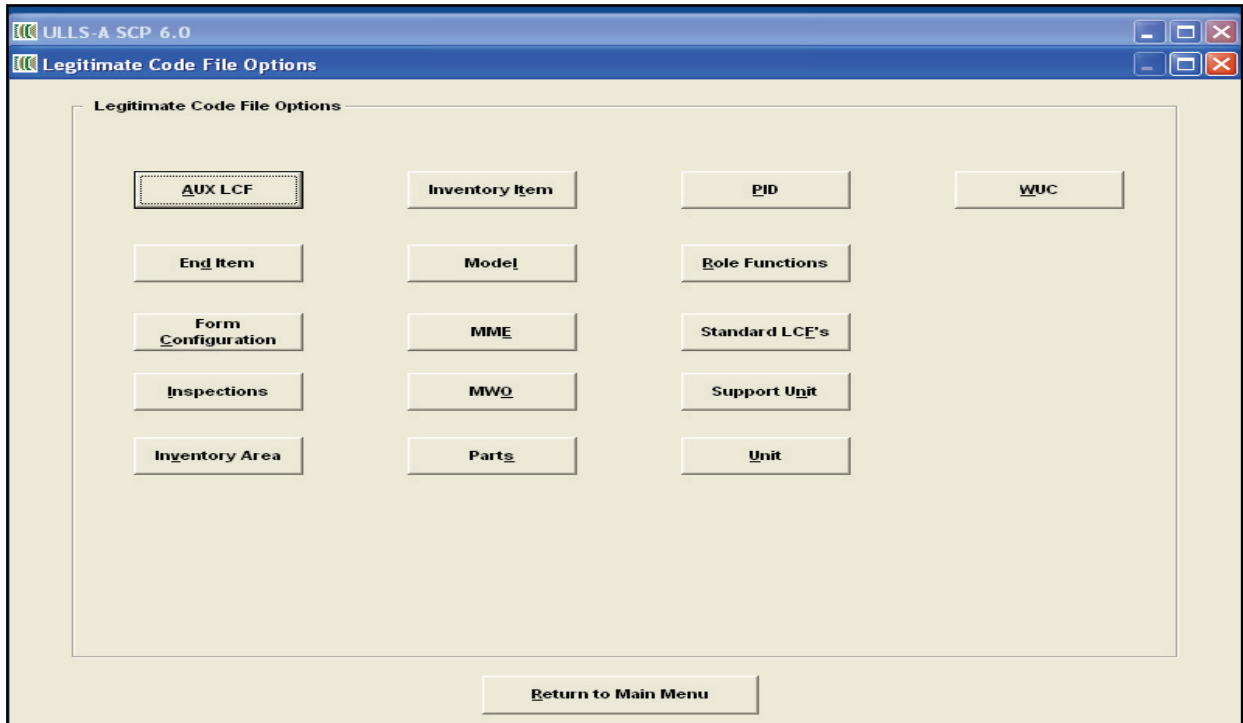 ULLS-A SCP 6.0
Legitimate Code File Options
Legitimate Code File Options
AUX LCF
Inventory Item
PID
WUC
End Item
Model
Role Functions
Form
Configuration
MME
Standard LCF's
Inspections
MWO
Support Unit
Inventory Area
Parts
Unit
Return to Main Menu